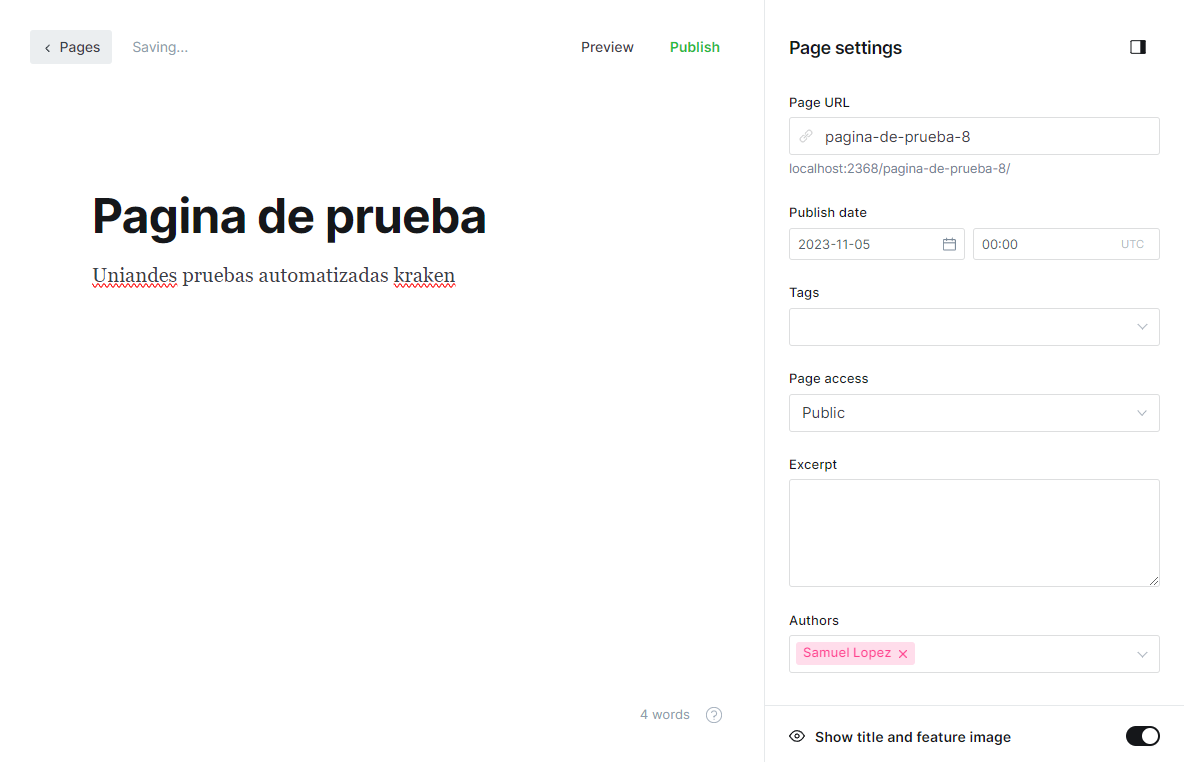 Pages
Saving...
Preview
Publish
Pagina de prueba
Uniandes pruebas automatizadas kraken
4 words
?
Page settings
Page URL
pagina-de-prueba-8
localhost:2368/pagina-de-prueba-8/
Publish date
2023-11-05
00:00 UTC
Tags
Page access
Public
Excerpt
Authors
Samuel Lopez
Show title and feature image